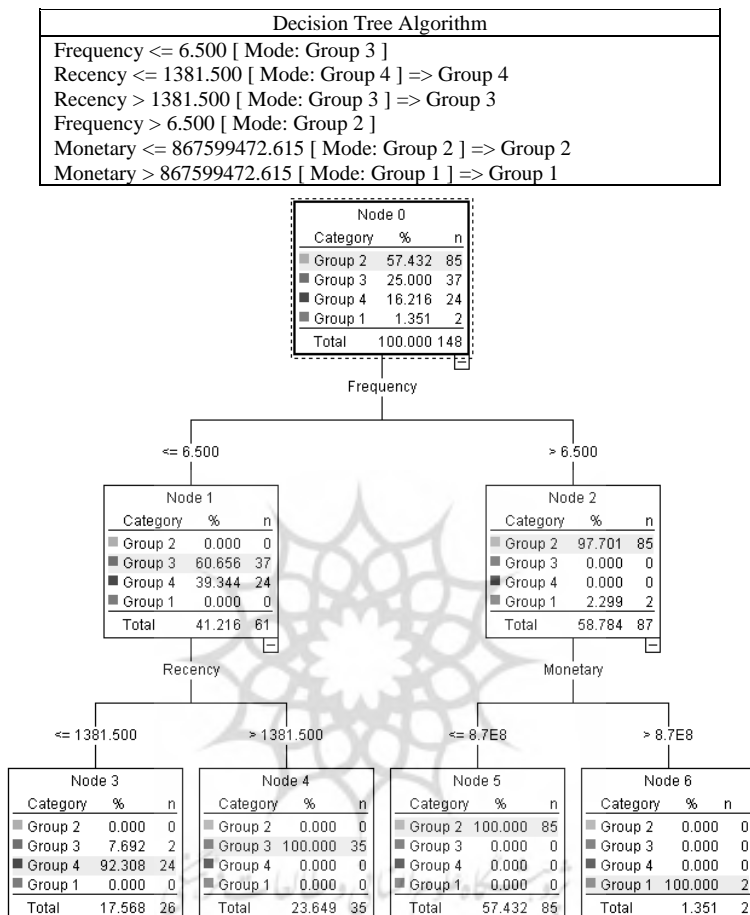 Decision Tree Algorithm
Frequency <= 6.500 [ Mode: Group 3 ]
Recency <= 1381.500 [ Mode: Group 4 ] => Group 4
Recency > 1381.500 [ Mode: Group 3 ] => Group 3
Frequency > 6.500 [ Mode: Group 2 ]
Monetary <= 867599472.615 [ Mode: Group 2 ] => Group 2
Monetary > 867599472.615 [ Mode: Group 1 ] => Group 1
Node 0
Category % n
Group 2 57.432 85
Group 3 25.000 37
Group 4 16.216 24
Group 1 1.351 2
Total 100.000 148
Frequency
<= 6.500
> 6.500
Node 1
Category % n
Group 2 0.000 0
Group 3 60.656 37
Group 4 39.344 24
Group 1 0.000 0
Total 41.216 61
Node 2
Category % n
Group 2 97.701 85
Group 3 0.000 0
Group 4 0.000 0
Group 1 2.299 2
Total 58.784 87
Recency
Monetary
<= 1381.500
> 1381.500
<= 8.7E8
> 8.7E8
Node 3
Category % n
Group 2 0.000 0
Group 3 7.692 2
Group 4 92.308 24
Group 1 0.000 0
Total 17.568 26
Node 4
Category % n
Group 2 0.000 0
Group 3 100.000 35
Group 4 0.000 0
Group 1 0.000 0
Total 23.649 35
Node 5
Category % n
Group 2 100.000 85
Group 3 0.000 0
Group 4 0.000 0
Group 1 0.000 0
Total 57.432 85
Node 6
Category % n
Group 2 0.000 0
Group 3 0.000 0
Group 4 0.000 0
Group 1 100.000 2
Total 1.351 2